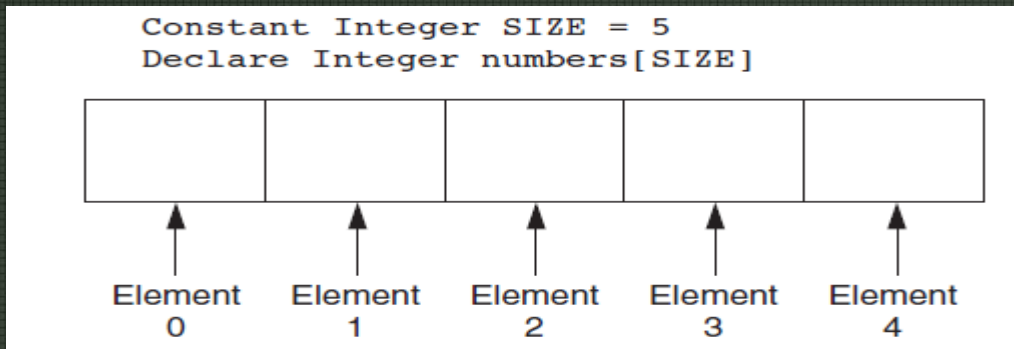 Constant Integer SIZE = 5
Declare Integer numbers[SIZE]
Element Element Element Element Element
0 1 2 3 4